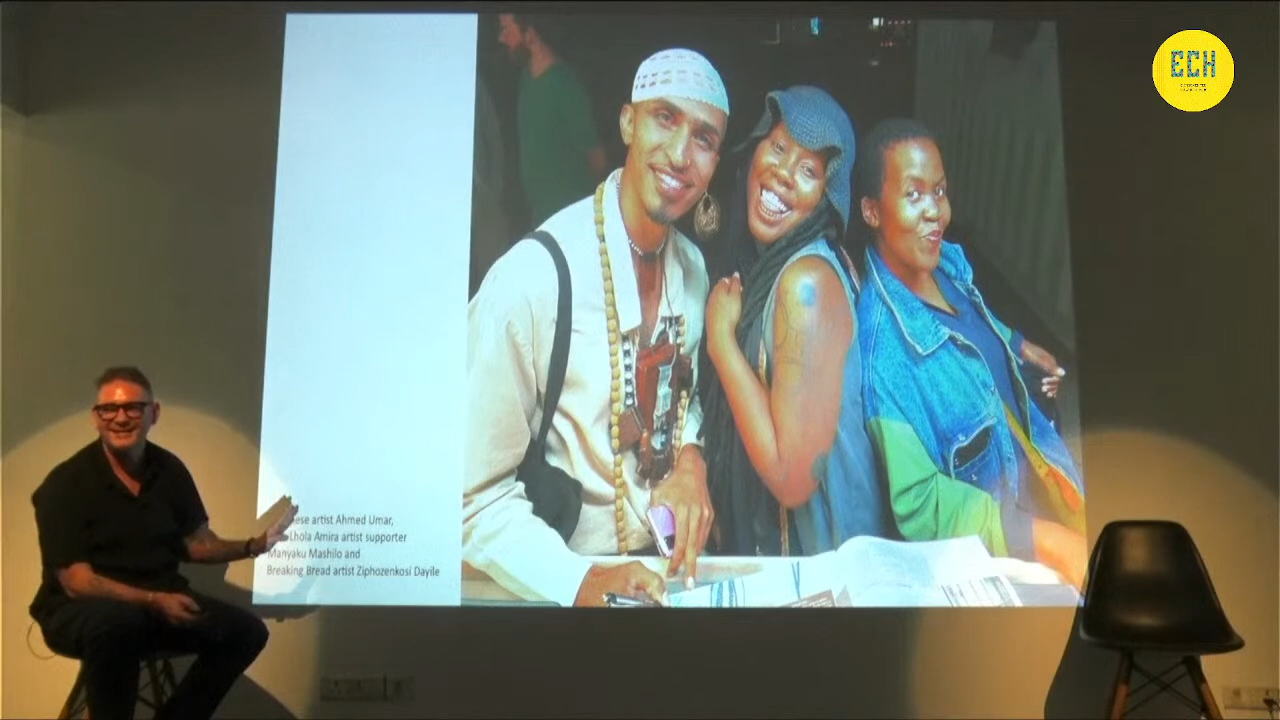 ECH
ese artist Ahmed Umar,
Lhola Amira artist supporter
Manyaku Mashilo and
Breaking Bread artist Ziphozenkosi Dayile